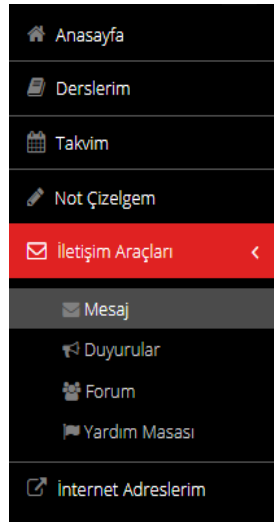 Anasayfa
Derslerim
Takvim
Not Çizelgem
İletişim Araçları
Mesaj
Duyurular
Forum
Yardım Masası
İnternet Adreslerim